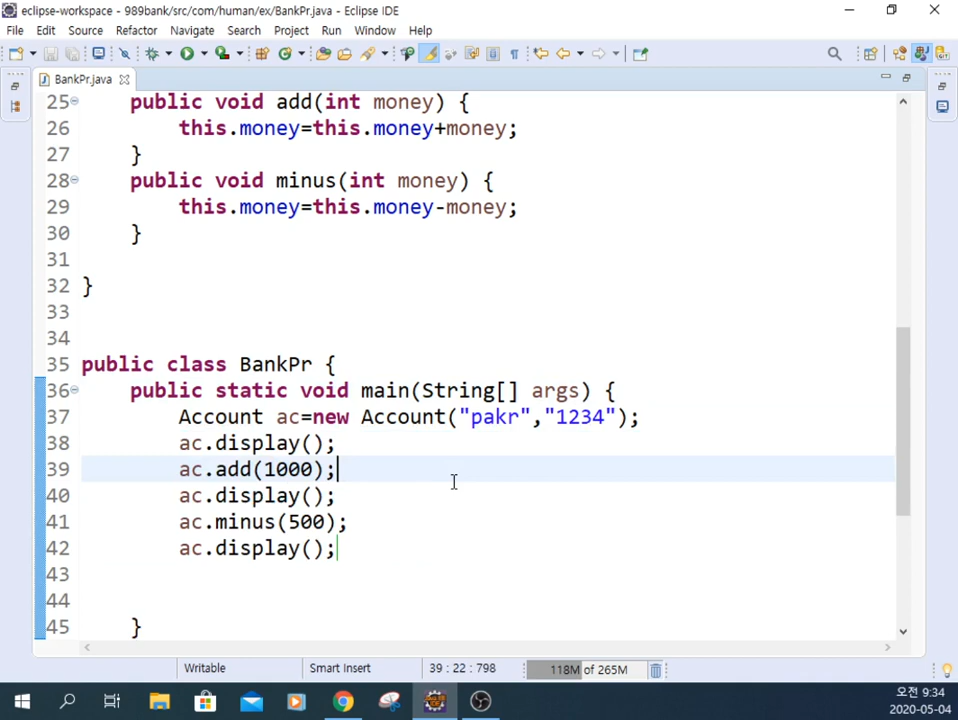 eclipse-workspace - 989bank/src/com/human/ex/BankPr.java - Eclipse IDE
File Edit Source Refactor Navigate Search Project Run Window Help
BankPr.java
25 public void add(int money) {
26 this.money=this.money+money;
27 }
28 public void minus(int money) {
29 this.money=this.money-money;
30 }
31
32 }
33
34
35 public class BankPr {
36 public static void main(String[] args) {
37 Account ac=new Account("pakr","1234");
38 ac.display();
39 ac.add(1000);
40 ac.display();
41 ac.minus(500);
42 ac.display();
43
44
45 }
Writable Smart Insert 39 : 22 : 798 118M of 265M
오전 9:34
2020-05-04